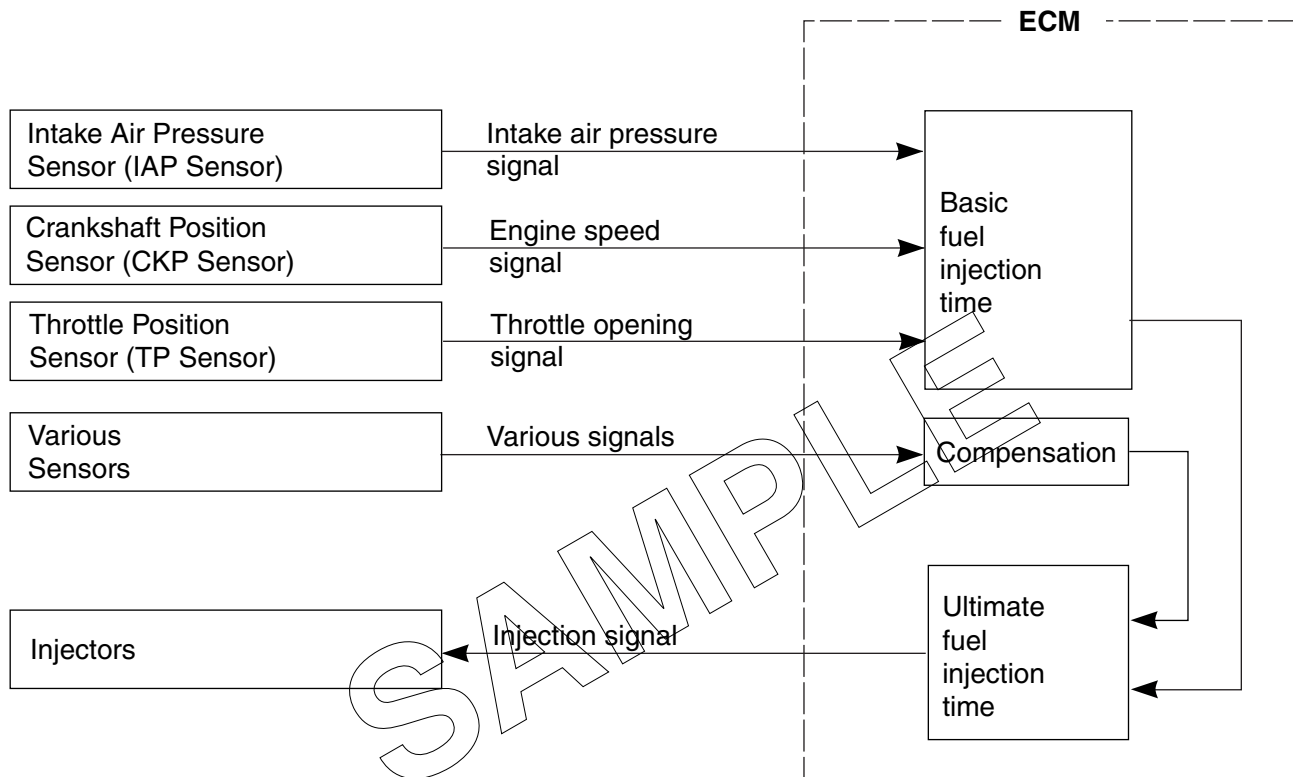 ECM
Intake Air Pressure
Sensor (IAP Sensor)
Intake air pressure
signal
Basic
fuel
injection
time
Crankshaft Position
Sensor (CKP Sensor)
Engine speed
signal
Throttle Position
Sensor (TP Sensor)
Throttle opening
signal
Various
Sensors
Various signals
Compensation
Injectors
Injection signal
Ultimate
fuel
injection
time
SAMPLE